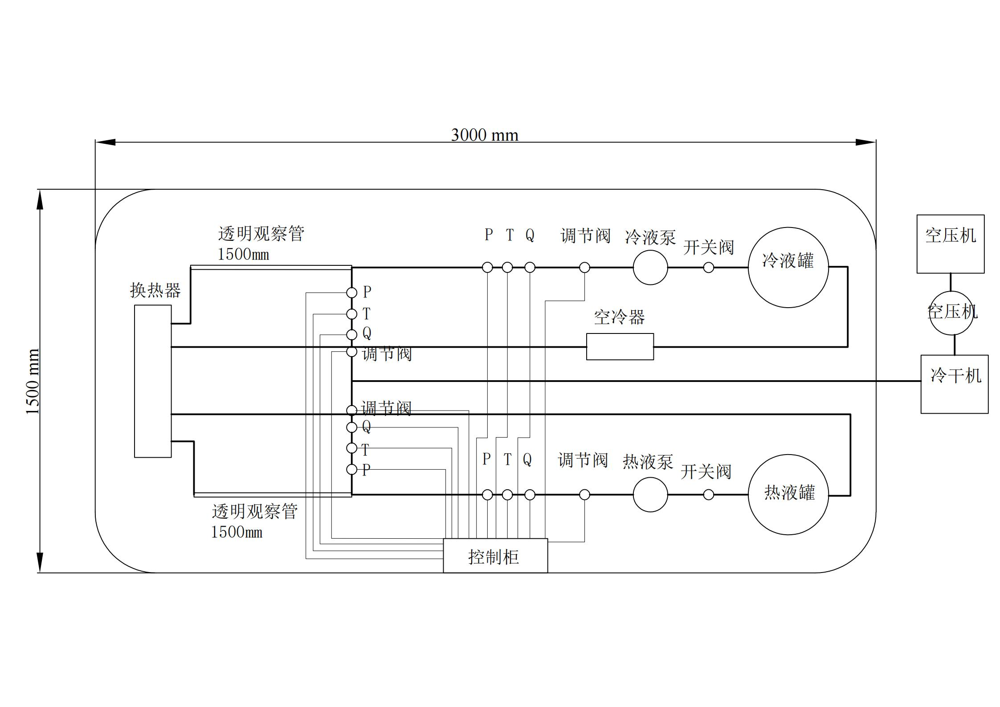 3000 mm
1500 mm
透明观察管
1500mm
P
T
Q
调节阀
冷液泵
开关阀
冷液罐
空压机
换热器
P
T
Q
调节阀
空冷器
空压机
冷干机
调节阀
Q
T
P
P
T
Q
调节阀
热液泵
开关阀
热液罐
透明观察管
1500mm
控制柜